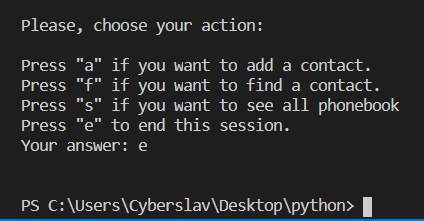 Please, choose your action:
Press "a" if you want to add a contact.
Press "f" if you want to find a contact.
Press "s" if you want to see all phonebook
Press "e" to end this session.
Your answer: e
PS C:\Users\Cyberslav\Desktop\python>